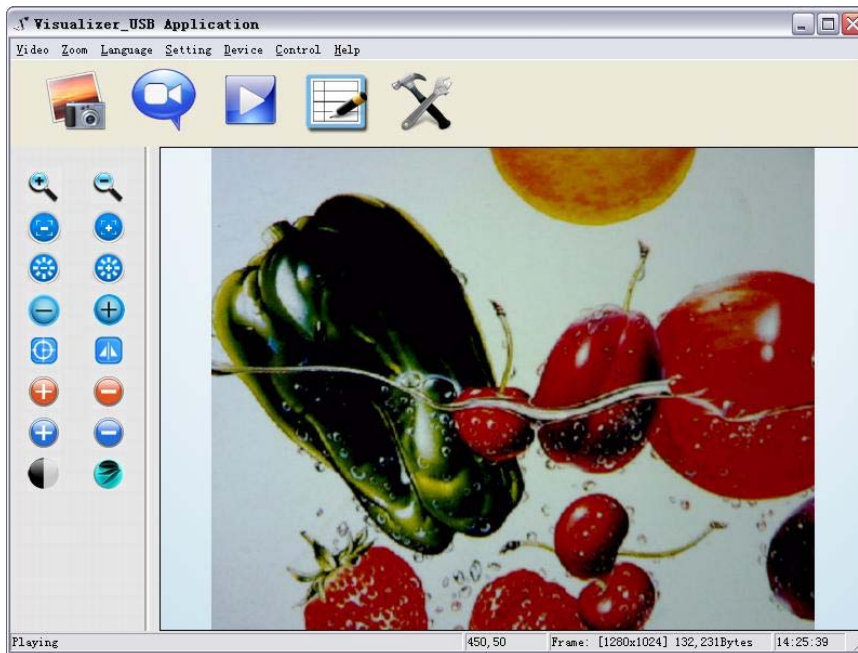 Visualizer_USB Application
Video Zoom Language Setting Device Control Help
Playing 450,50 Frame: [1280x1024] 132,231Bytes 14:25:39